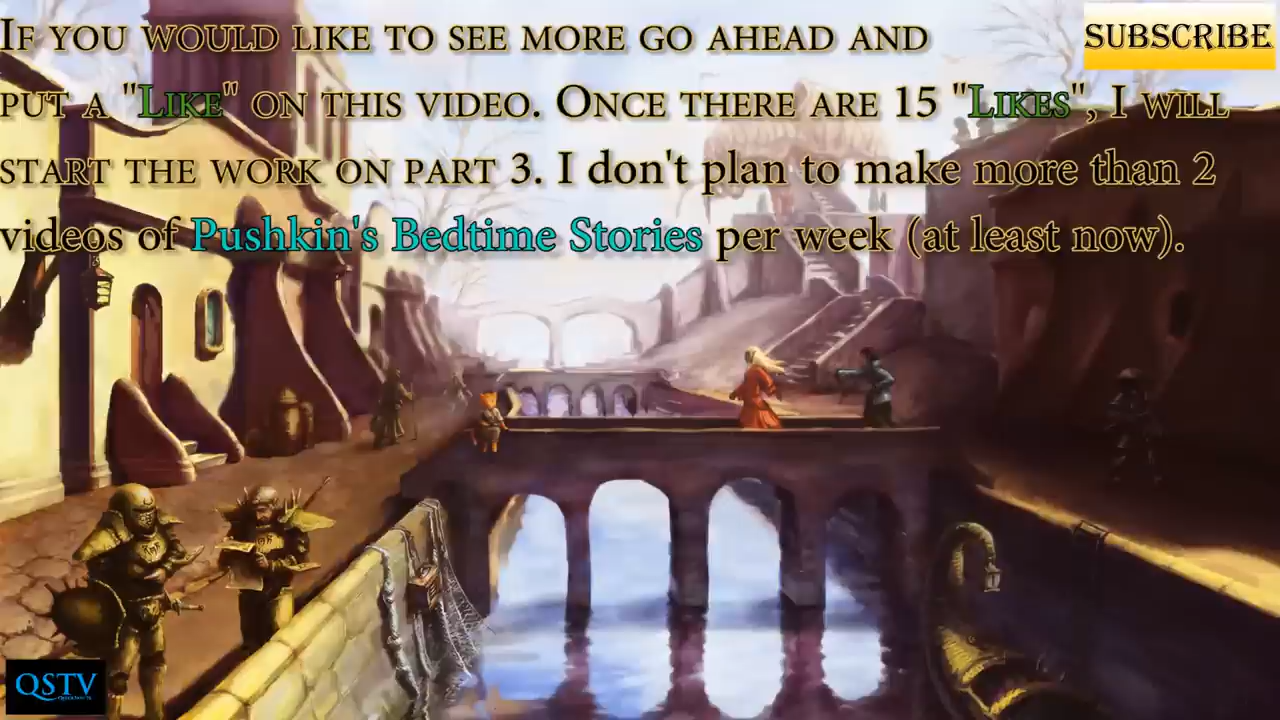 If you would like to see more go ahead and
SUBSCRIBE
put a "Like" on this video. Once there are 15 "Likes", I will
start the work on part 3. I don't plan to make more than 2
videos of Pushkin's Bedtime Stories per week (at least now).
QSTV